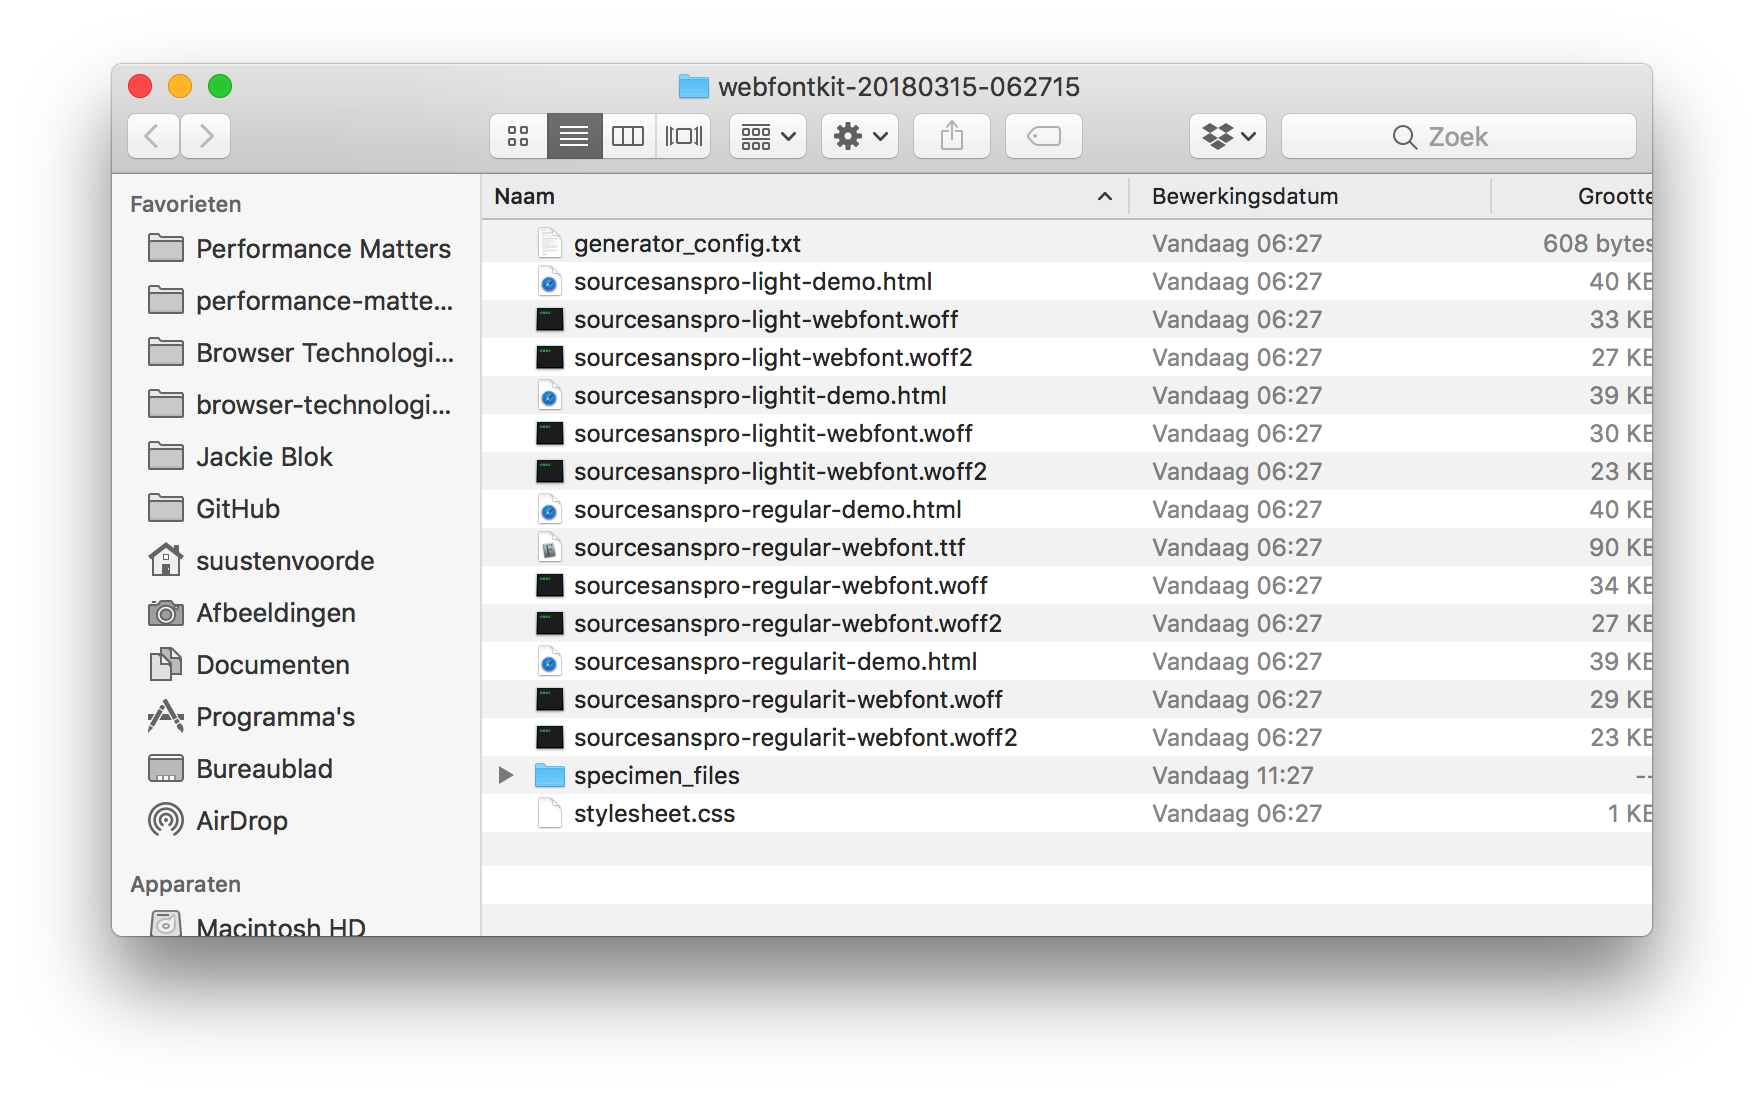 webfontkit-20180315-062715
Zoek
Favorieten
Performance Matters
performance-matte...
Browser Technologi...
browser-technologi...
Jackie Blok
GitHub
suustenvoorde
Afbeeldingen
Documenten
Programma's
Bureaublad
AirDrop
Apparaten
Macintosh HD
Naam Bewerkingsdatum Grootte
generator_config.txt Vandaag 06:27 608 bytes
sourcesanspro-light-demo.html Vandaag 06:27 40 KB
sourcesanspro-light-webfont.woff Vandaag 06:27 33 KB
sourcesanspro-light-webfont.woff2 Vandaag 06:27 27 KB
sourcesanspro-lightit-demo.html Vandaag 06:27 39 KB
sourcesanspro-lightit-webfont.woff Vandaag 06:27 30 KB
sourcesanspro-lightit-webfont.woff2 Vandaag 06:27 23 KB
sourcesanspro-regular-demo.html Vandaag 06:27 40 KB
sourcesanspro-regular-webfont.ttf Vandaag 06:27 90 KB
sourcesanspro-regular-webfont.woff Vandaag 06:27 34 KB
sourcesanspro-regular-webfont.woff2 Vandaag 06:27 27 KB
sourcesanspro-regularit-demo.html Vandaag 06:27 39 KB
sourcesanspro-regularit-webfont.woff Vandaag 06:27 29 KB
sourcesanspro-regularit-webfont.woff2 Vandaag 06:27 23 KB
specimen_files Vandaag 11:27 --
stylesheet.css Vandaag 06:27 1 KB